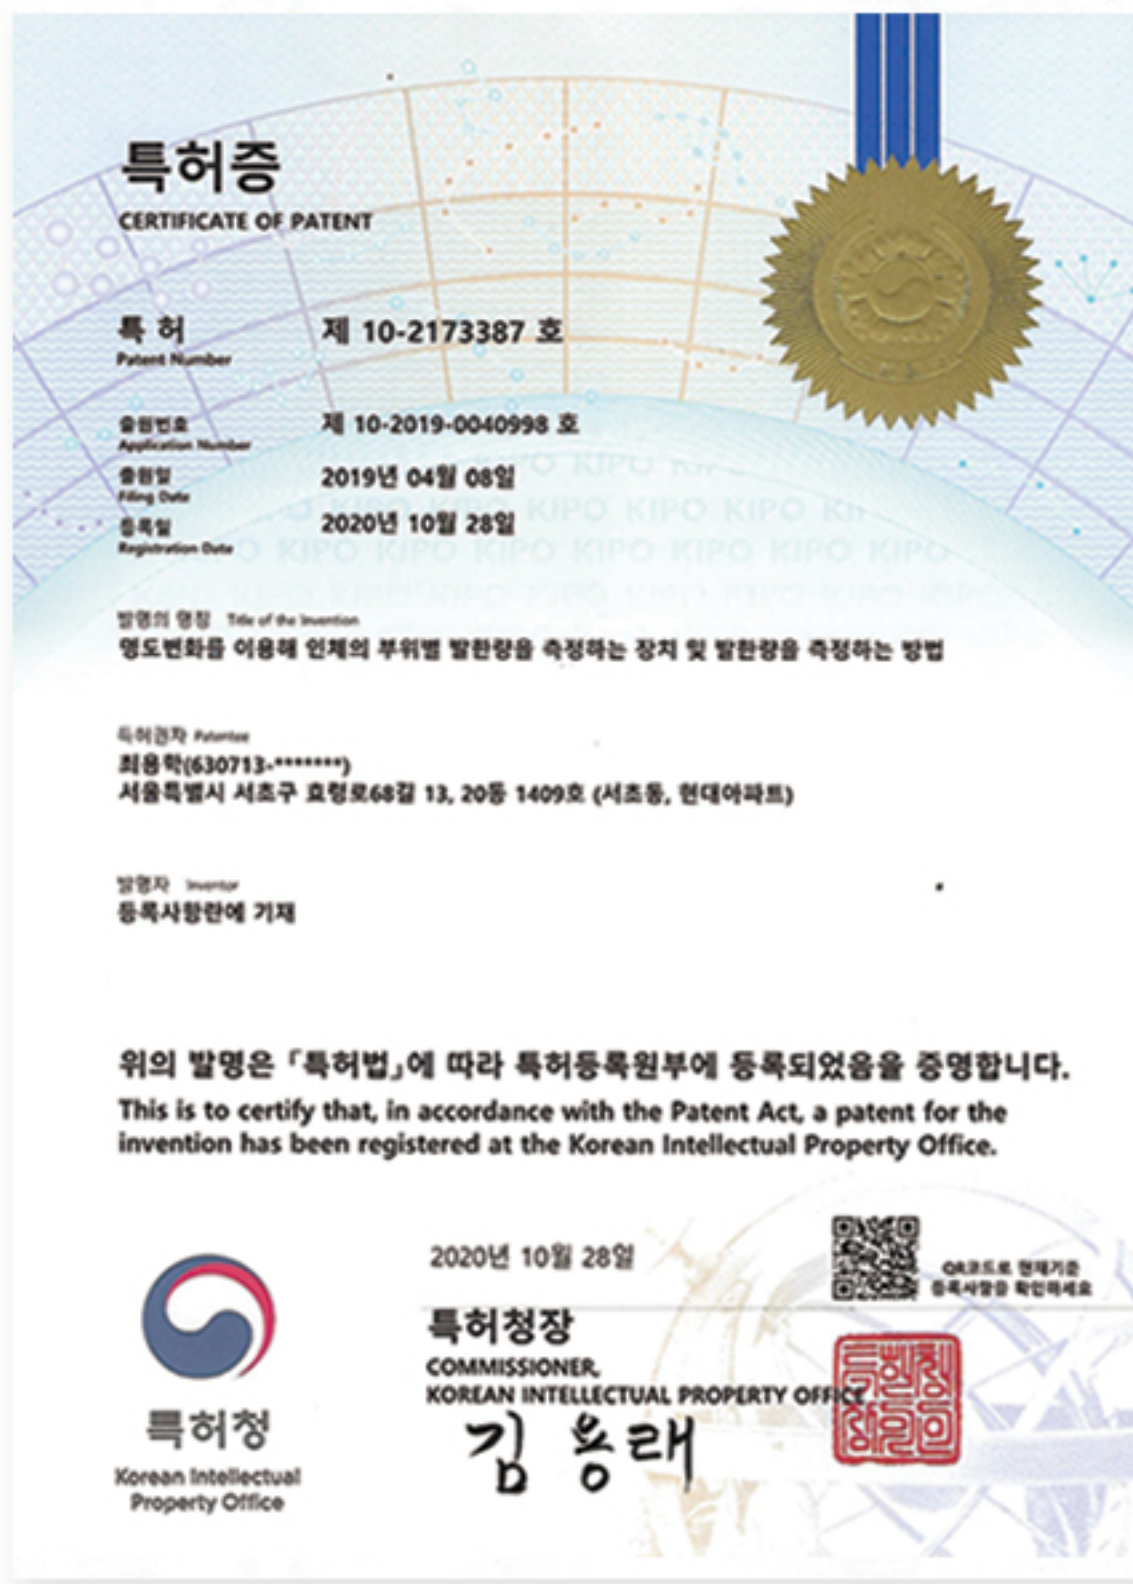 특허증
CERTIFICATE OF PATENT
특 허
제 10-2173387 호
Patent Number
출원번호
제 10-2019-0040998 호
Application Number
출원일
2019년 04월 08일
Filing Date
등록일
2020년 10월 28일
Registration Date
KIPO KIPO
KIPO KIPO KIPO KIPO
KIPO KIPO KIPO KIPO KIPO KIPO KIPO
발명의 명칭 Title of the Invention
명도변화를 이용해 인체의 부위별 발한량을 측정하는 장치 및 발한량을 측정하는 방법
특허권자 Patentee
최용학(630713-*******)
서울특별시 서초구 효령로68길 13, 20동 1409호 (서초동, 현대아파트)
발명자 Inventor
등록사항란에 기재
위의 발명은 「특허법」에 따라 특허등록원부에 등록되었음을 증명합니다.
This is to certify that, in accordance with the Patent Act, a patent for the
invention has been registered at the Korean Intellectual Property Office.
2020년 10월 28일
QR코드로 현재기준
등록사항을 확인하세요
특허청장
COMMISSIONER,
KOREAN INTELLECTUAL PROPERTY OFFICE
김용래
특허청
Korean Intellectual
Property Office